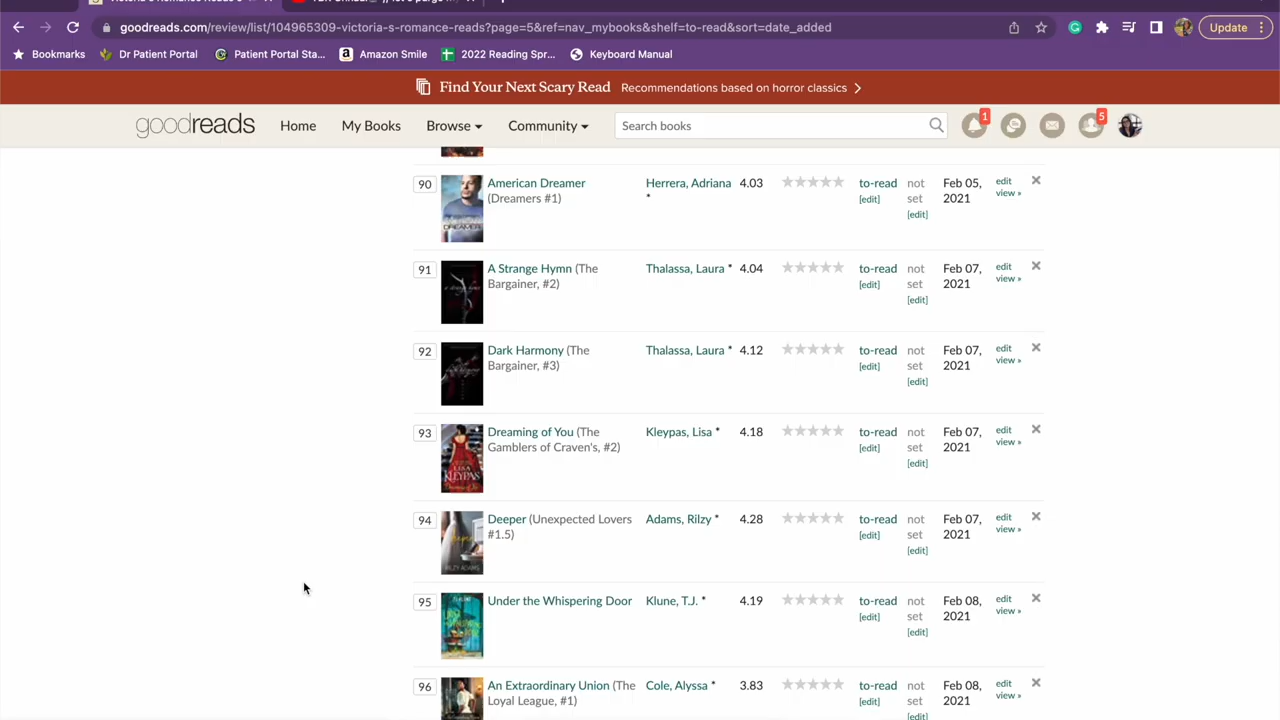 goodreads.com/review/list/104965309-victoria-s-romance-reads?page=5&ref=nav_mybooks&shelf=to-read&sort=date_added
Update
Bookmarks Dr Patient Portal Patient Portal Sta... Amazon Smile 2022 Reading Spr... Keyboard Manual
Find Your Next Scary Read Recommendations based on horror classics
goodreads Home My Books Browse Community Search books 1 5
90 American Dreamer Herrera, Adriana 4.03 to-read not Feb 05, edit
(Dreamers #1) * [edit] set 2021 view »
[edit]
91 A Strange Hymn (The Thalassa, Laura * 4.04 to-read not Feb 07, edit
Bargainer, #2) [edit] set 2021 view »
[edit]
92 Dark Harmony (The Thalassa, Laura * 4.12 to-read not Feb 07, edit
Bargainer, #3) [edit] set 2021 view »
[edit]
93 Dreaming of You (The Kleypas, Lisa * 4.18 to-read not Feb 07, edit
Gamblers of Craven's, #2) [edit] set 2021 view »
LISA
KLEYPAS
[edit]
94 Deeper (Unexpected Lovers Adams, Rilzy * 4.28 to-read not Feb 07, edit
#1.5) [edit] set 2021 view »
[edit]
RILZY ADAMS
95 Under the Whispering Door Klune, T.J. * 4.19 to-read not Feb 08, edit
[edit] set 2021 view »
[edit]
96 An Extraordinary Union (The Cole, Alyssa * 3.83 to-read not Feb 08, edit
Loyal League, #1) [edit] set 2021 view »
[edit]